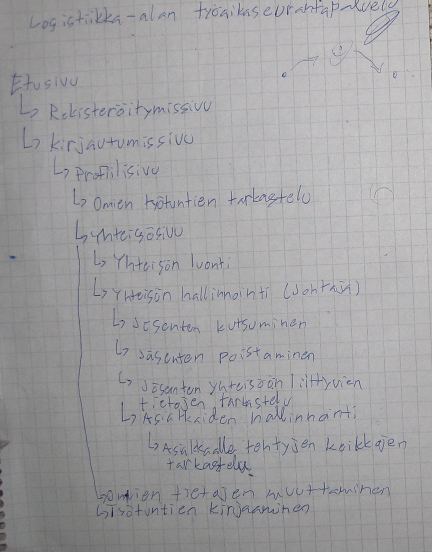 Logistiikka-alan työaikaseurantapalvelu
Etusivu
↳ Rekisteröitymissivu
↳ Kirjautumissivu
↳ Profiilisivu
↳ Omien työtuntien tarkastelu
↳ Yhteisösivu
↳ Yhteisön luonti
↳ Yhteisön hallinnointi (Johtaja)
↳ Jäsenten kutsuminen
↳ Jäsenten poistaminen
↳ Jäsenten yhteisöön liittyvien
tietojen tarkastelu
↳ Asiakkaiden hallinnointi
↳ Asiakkaalle tehtyjen keikkojen
tarkastelu
↳ Omien tietojen muuttaminen
↳ Työtuntien kirjaaminen